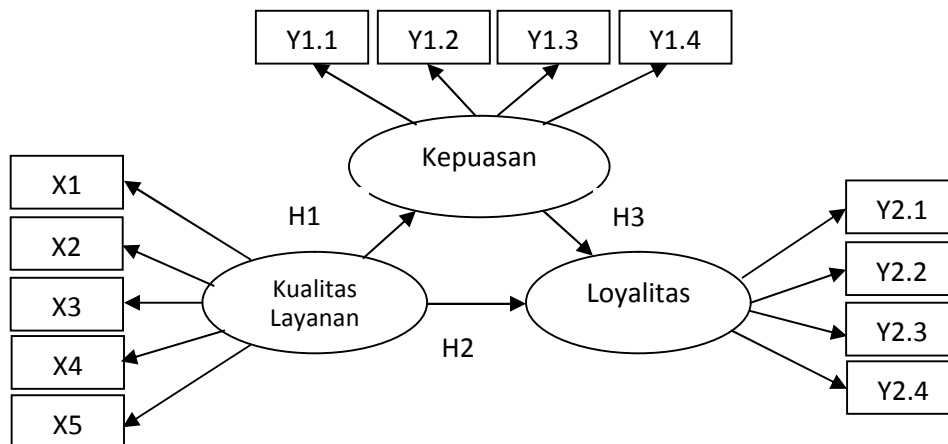 Y1.1 Y1.2 Y1.3 Y1.4
Kepuasan
X1
X2
X3
X4
X5
H1
H3
Kualitas
Layanan
H2
Loyalitas
Y2.1
Y2.2
Y2.3
Y2.4